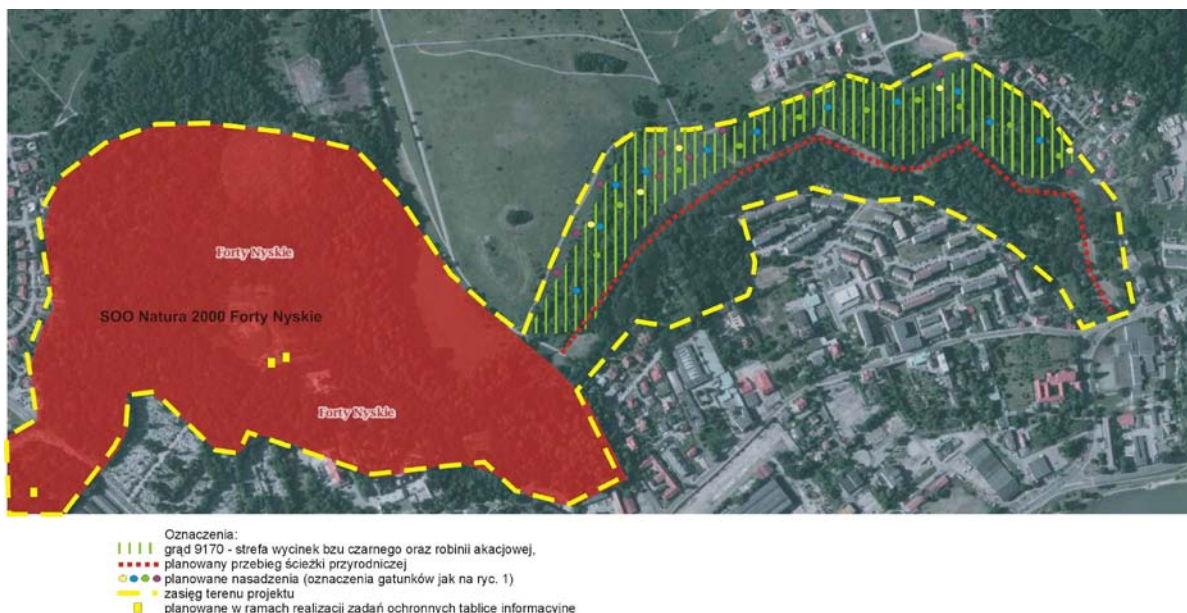 Forty Nyskie
SOO Natura 2000 Forty Nyskie
Forty Nyskie
Oznaczenia:
grąd 9170 - strefa wycinek bzu czarnego oraz robinii akacjowej,
planowany przebieg ścieżki przyrodniczej
planowane nasadzenia (oznaczenia gatunków jak na ryc. 1)
zasięg terenu projektu
planowane w ramach realizacji zadań ochronnych tablice informacyjne